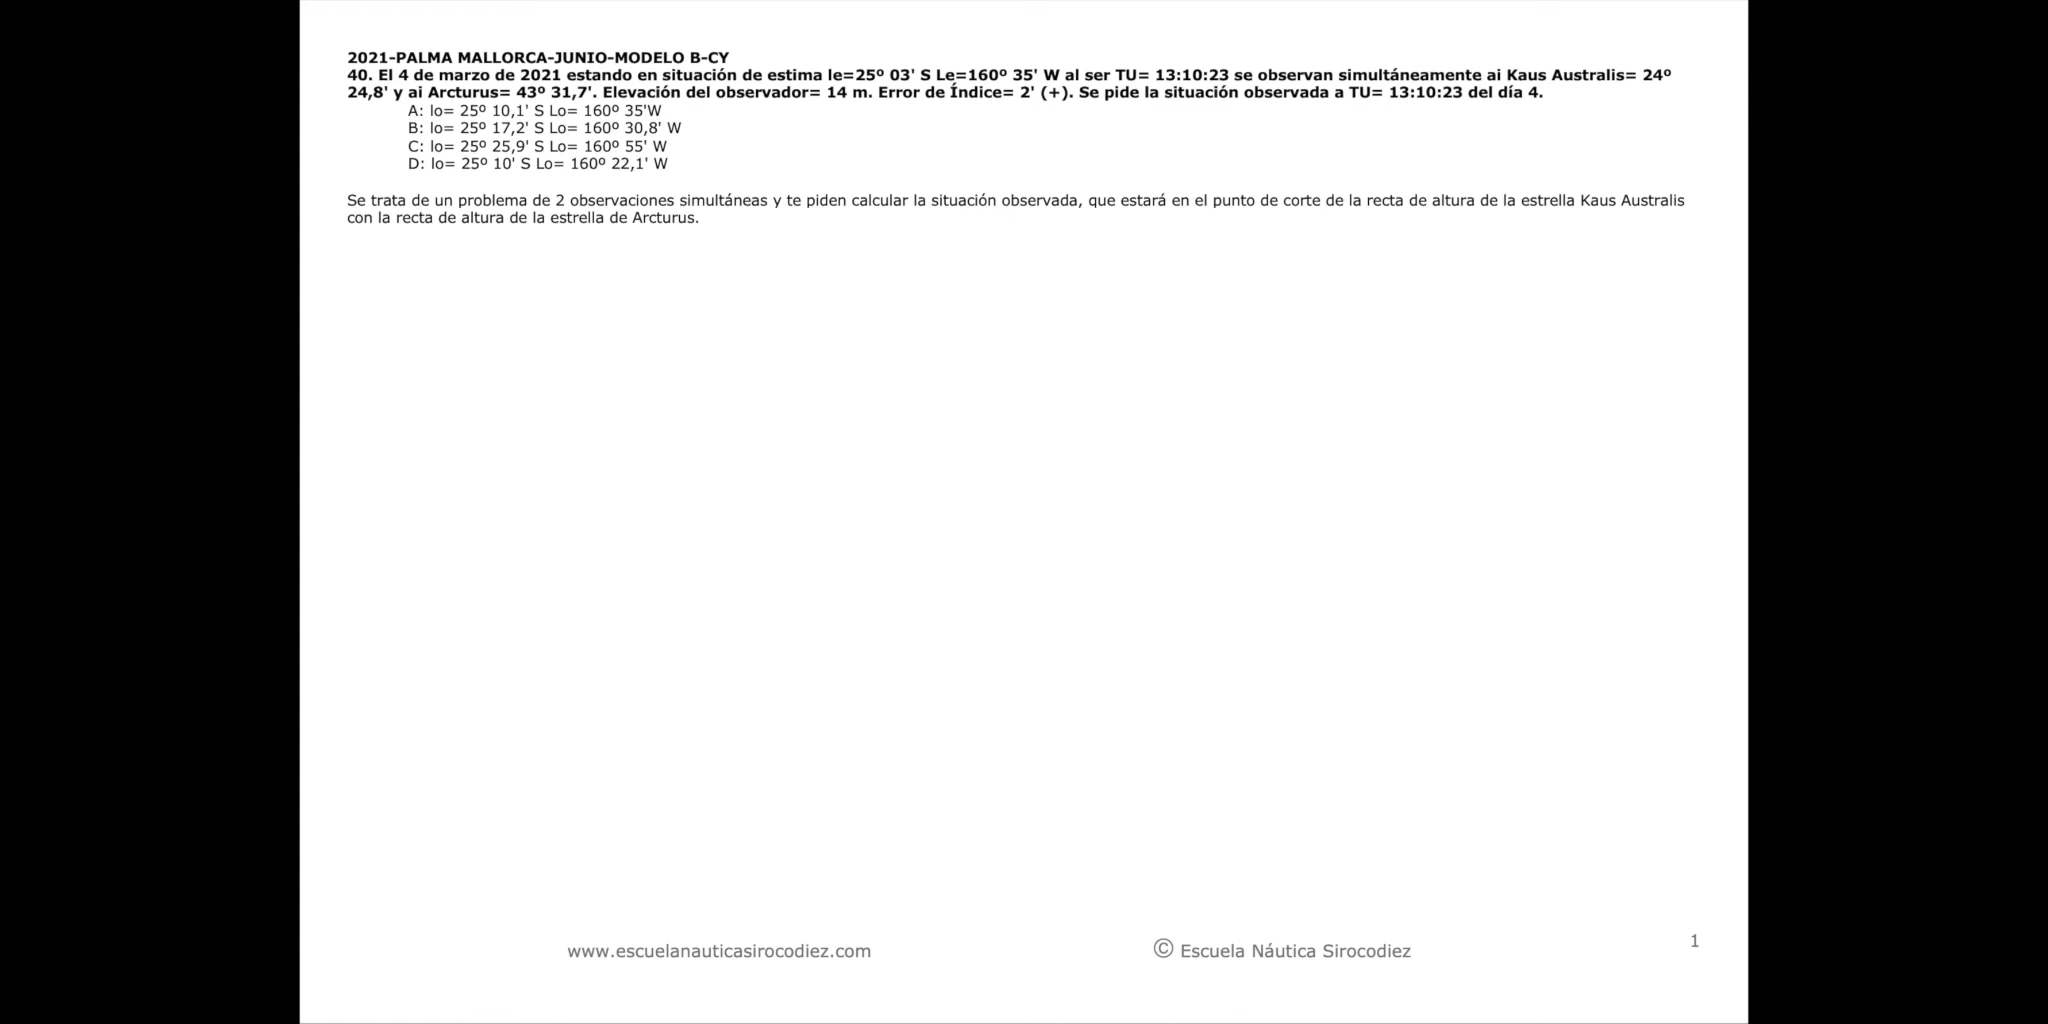 2021-PALMA MALLORCA-JUNIO-MODELO B-CY
40. El 4 de marzo de 2021 estando en situación de estima le=25º 03' S Le=160º 35' W al ser TU= 13:10:23 se observan simultáneamente ai Kaus Australis= 24º
24,8' y ai Arcturus= 43º 31,7'. Elevación del observador= 14 m. Error de Índice= 2' (+). Se pide la situación observada a TU= 13:10:23 del día 4.
A: lo= 25º 10,1' S Lo= 160º 35'W
B: lo= 25º 17,2' S Lo= 160º 30,8' W
C: lo= 25º 25,9' S Lo= 160º 55' W
D: lo= 25º 10' S Lo= 160º 22,1' W
Se trata de un problema de 2 observaciones simultáneas y te piden calcular la situación observada, que estará en el punto de corte de la recta de altura de la estrella Kaus Australis
con la recta de altura de la estrella de Arcturus.
www.escuelanauticasirocodiez.com
© Escuela Náutica Sirocodiez
1